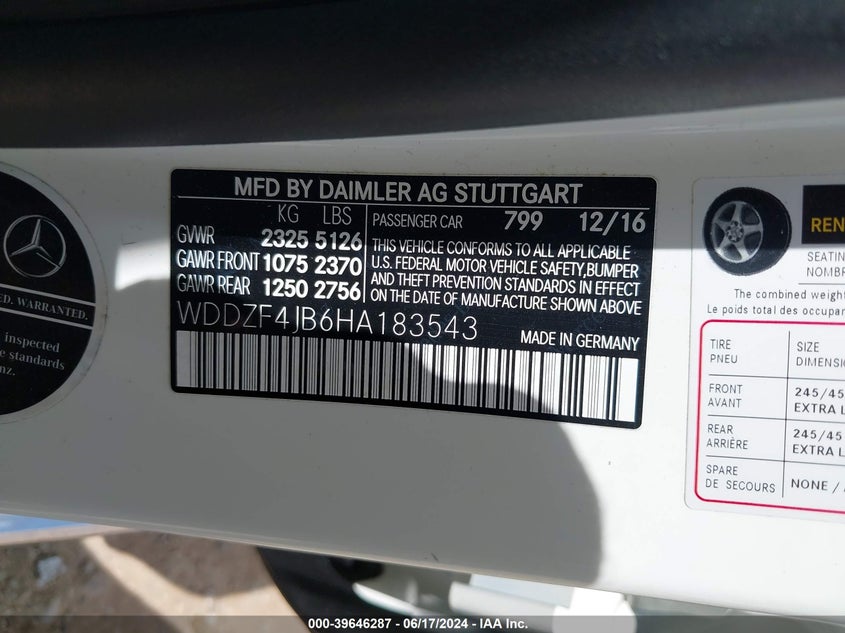 MFD BY DAIMLER AG STUTTGART
KG LBS
GVWR 2325 5126
GAWR FRONT 1075 2370
GAWR REAR 1250 2756
PASSENGER CAR 799 12/16
THIS VEHICLE CONFORMS TO ALL APPLICABLE
U.S. FEDERAL MOTOR VEHICLE SAFETY,BUMPER
AND THEFT PREVENTION STANDARDS IN EFFECT
ON THE DATE OF MANUFACTURE SHOWN ABOVE
WDDZF4JB6HA183543
MADE IN GERMANY
WARRANTED.
inspected
e standards
The combined
Le poids total des
TIRE
PNEU
SIZE
FRONT
AVANT
245/45
EXTRA
REAR
ARRIÈRE
245/45
EXTRA
SPARE
DE SECOURS
NONE /
000-39646287 - 06/17/2024 - IAA Inc.